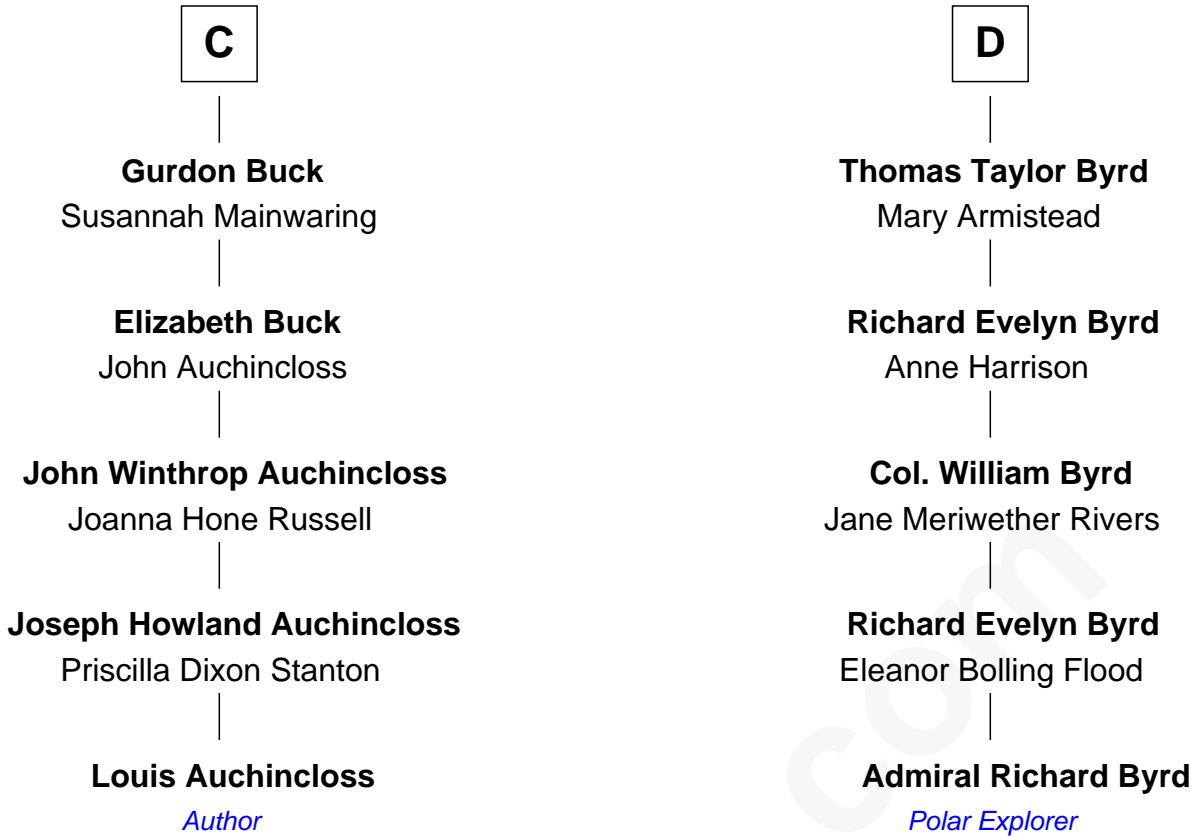 C
Gurdon Buck
Susannah Mainwaring
Elizabeth Buck
John Auchincloss
John Winthrop Auchincloss
Joanna Hone Russell
Joseph Howland Auchincloss
Priscilla Dixon Stanton
Louis Auchincloss
Author
D
Thomas Taylor Byrd
Mary Armistead
Richard Evelyn Byrd
Anne Harrison
Col. William Byrd
Jane Meriwether Rivers
Richard Evelyn Byrd
Eleanor Bolling Flood
Admiral Richard Byrd
Polar Explorer
com